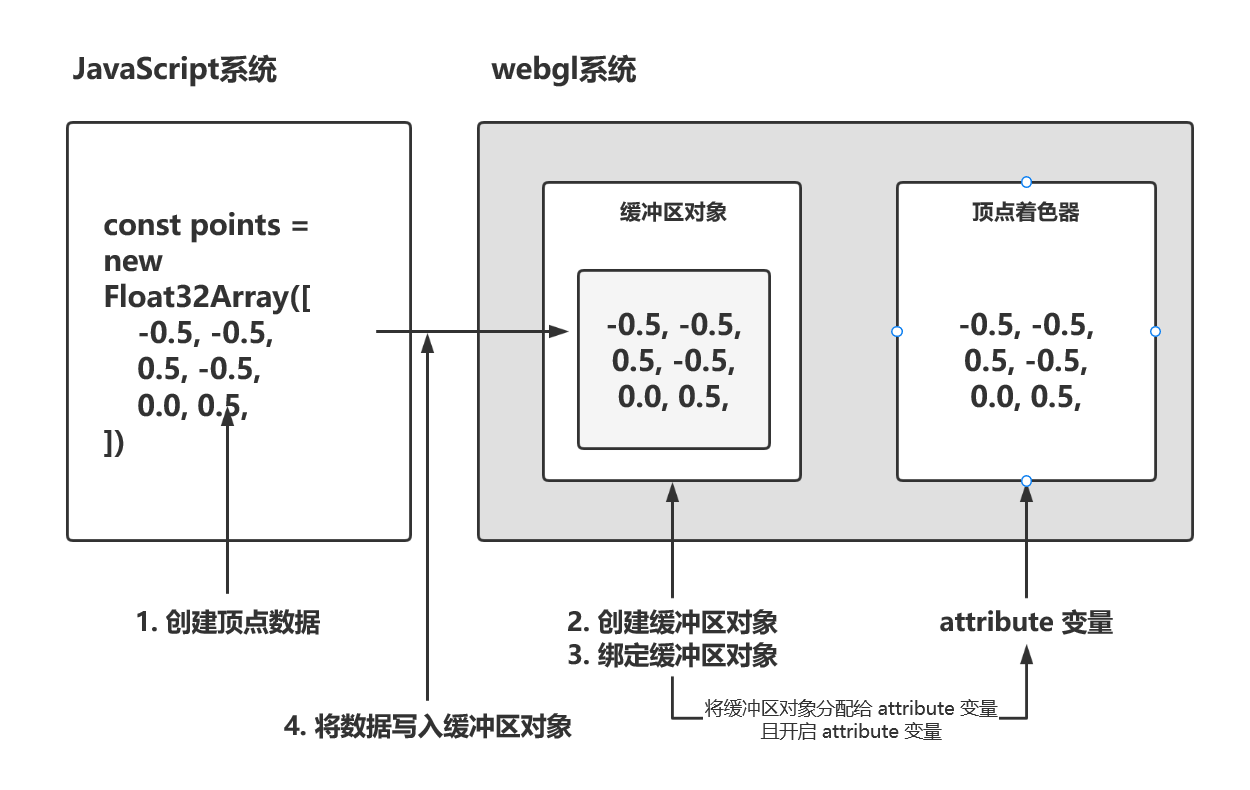 JavaScript系统
webgl系统
const points =
new
Float32Array([
-0.5, -0.5,
0.5, -0.5,
0.0, 0.5,
])
缓冲区对象
-0.5, -0.5,
0.5, -0.5,
0.0, 0.5,
顶点着色器
-0.5, -0.5,
0.5, -0.5,
0.0, 0.5,
1. 创建顶点数据
2. 创建缓冲区对象
3. 绑定缓冲区对象
attribute 变量
4. 将数据写入缓冲区对象
将缓冲区对象分配给 attribute 变量
且开启 attribute 变量